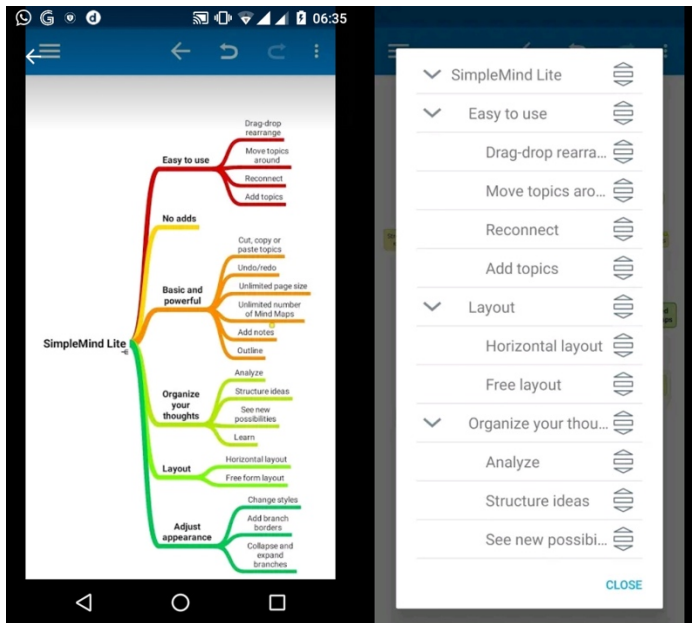 06:35
Drag-drop
rearrange
Easy to use
Move topics
around
Reconnect
Add topics
No adds
Cut, copy or
paste topics
Undo/redo
Basic and
powerful
Unlimited page size
Unlimited number
of Mind Maps
Add notes
Outline
SimpleMind Lite
Analyze
Organize
your
thoughts
Structure ideas
See new
possibilities
Learn
Layout
Horizontal layout
Free form layout
Adjust
appearance
Change styles
Add branch
borders
Collapse and
expand
branches
SimpleMind Lite
Easy to use
Drag-drop rearra...
Move topics aro...
Reconnect
Add topics
Layout
Horizontal layout
Free layout
Organize your thou...
Analyze
Structure ideas
See new possibi...
CLOSE